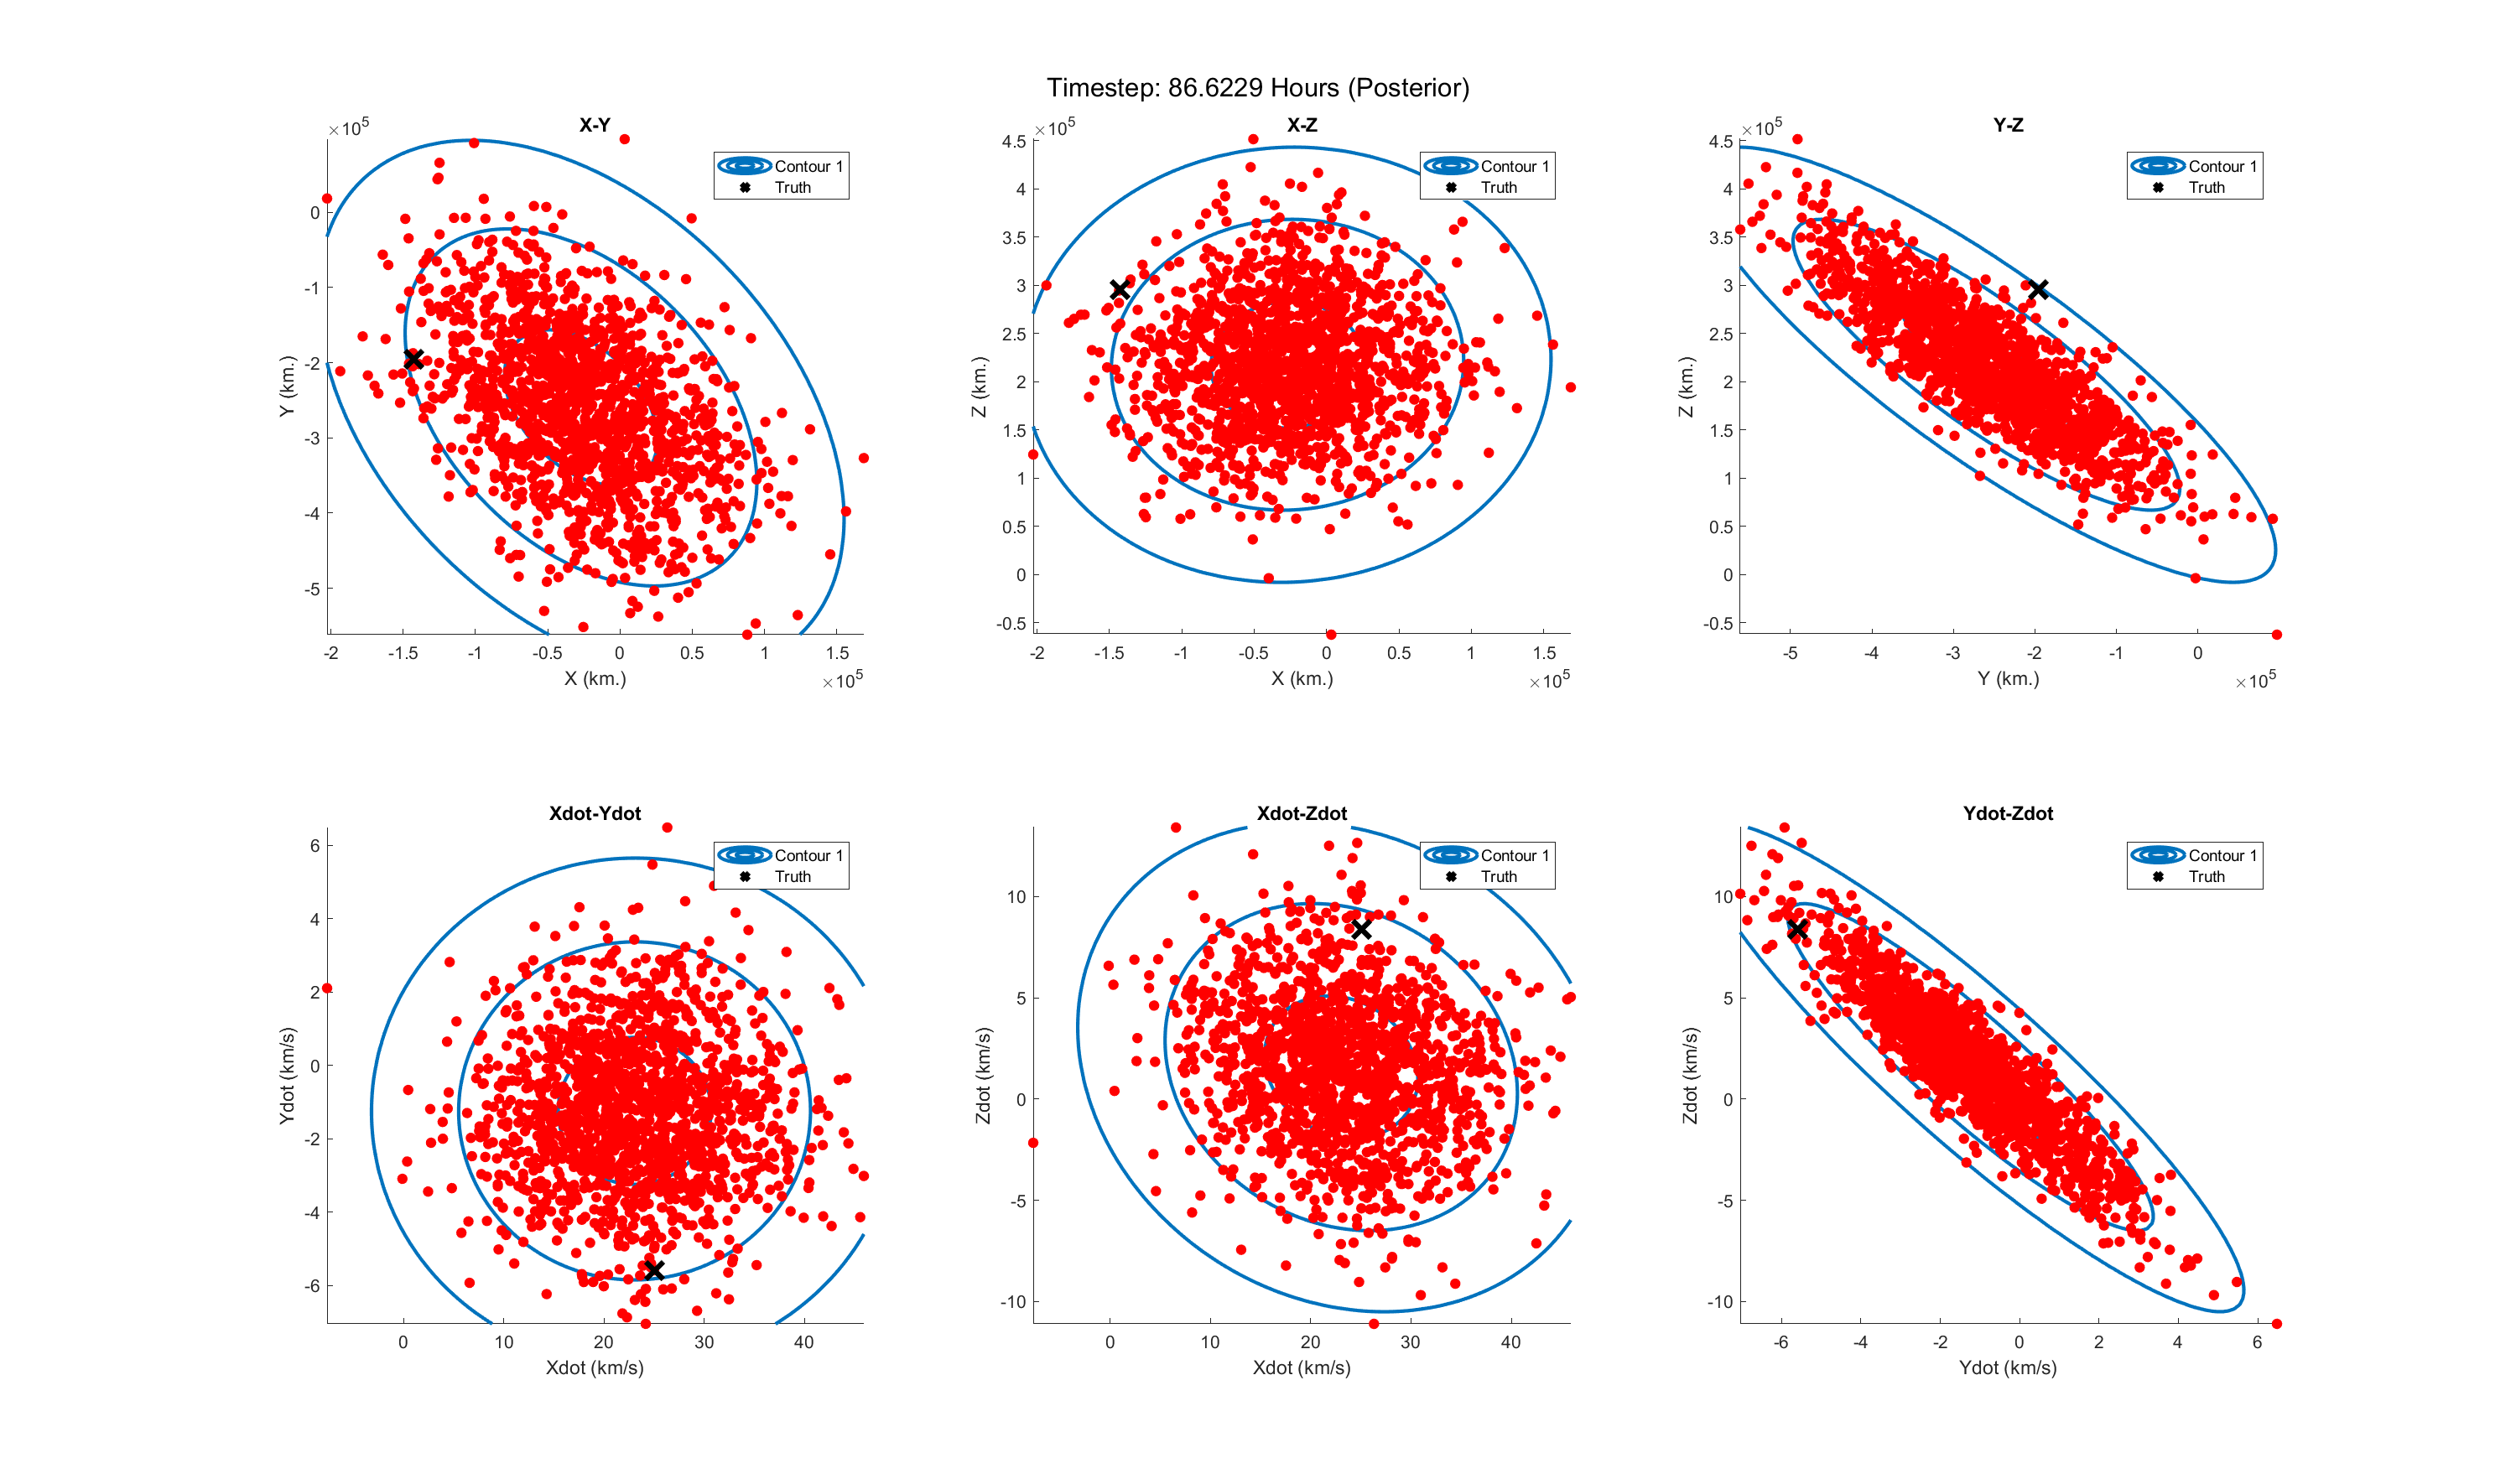 Timestep: 86.6229 Hours (Posterior)
X-Y
×10^5
Contour 1
Truth
0
-1
-2
-3
-4
-5
Y (km.)
-2 -1.5 -1 -0.5 0 0.5 1 1.5
X (km.)
×10^5
X-Z
×10^5
Contour 1
Truth
4.5
4
3.5
3
2.5
2
1.5
1
0.5
0
-0.5
Z (km.)
-2 -1.5 -1 -0.5 0 0.5 1 1.5
X (km.)
×10^5
Y-Z
×10^5
Contour 1
Truth
4.5
4
3.5
3
2.5
2
1.5
1
0.5
0
-0.5
Z (km.)
-5 -4 -3 -2 -1 0
Y (km.)
×10^5
Xdot-Ydot
Contour 1
Truth
6
4
2
0
-2
-4
-6
Ydot (km/s)
0 10 20 30 40
Xdot (km/s)
Xdot-Zdot
Contour 1
Truth
10
5
0
-5
-10
Zdot (km/s)
0 10 20 30 40
Xdot (km/s)
Ydot-Zdot
Contour 1
Truth
10
5
0
-5
-10
Zdot (km/s)
-6 -4 -2 0 2 4 6
Ydot (km/s)